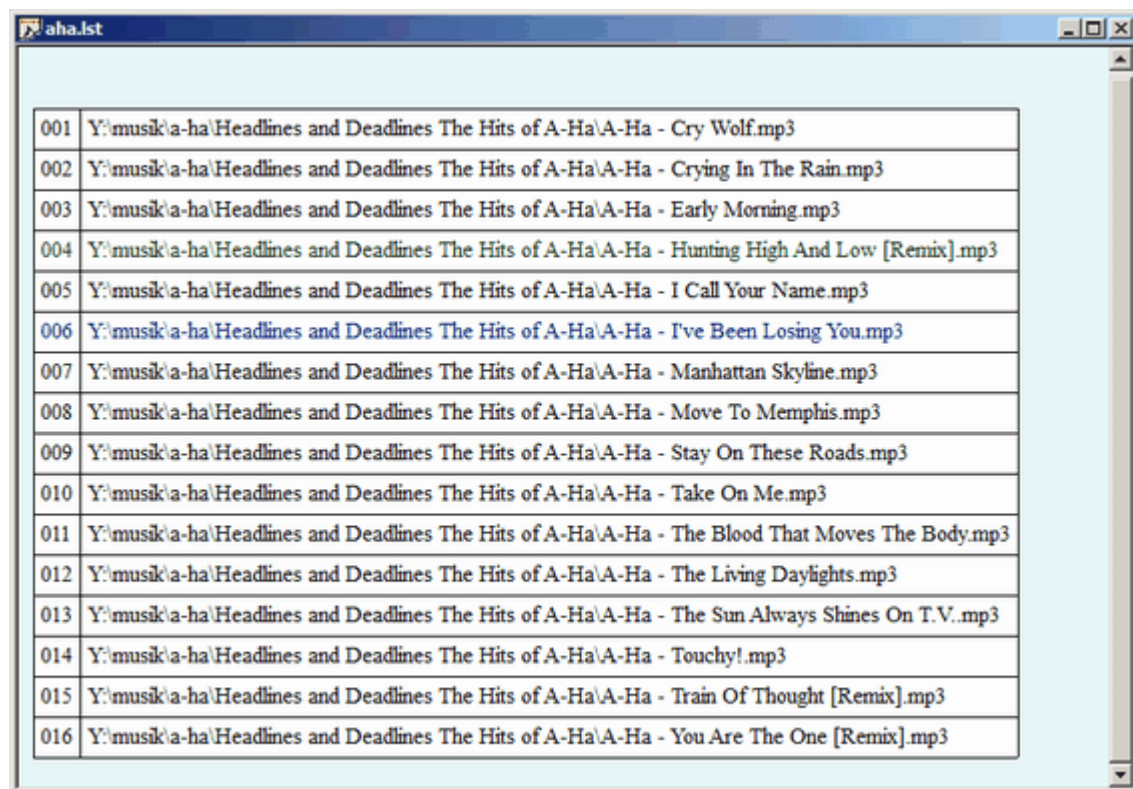 aha.lst
001 Y:\musik\a-ha\Headlines and Deadlines The Hits of A-Ha\A-Ha - Cry Wolf.mp3
002 Y:\musik\a-ha\Headlines and Deadlines The Hits of A-Ha\A-Ha - Crying In The Rain.mp3
003 Y:\musik\a-ha\Headlines and Deadlines The Hits of A-Ha\A-Ha - Early Morning.mp3
004 Y:\musik\a-ha\Headlines and Deadlines The Hits of A-Ha\A-Ha - Hunting High And Low [Remix].mp3
005 Y:\musik\a-ha\Headlines and Deadlines The Hits of A-Ha\A-Ha - I Call Your Name.mp3
006 Y:\musik\a-ha\Headlines and Deadlines The Hits of A-Ha\A-Ha - I've Been Losing You.mp3
007 Y:\musik\a-ha\Headlines and Deadlines The Hits of A-Ha\A-Ha - Manhattan Skyline.mp3
008 Y:\musik\a-ha\Headlines and Deadlines The Hits of A-Ha\A-Ha - Move To Memphis.mp3
009 Y:\musik\a-ha\Headlines and Deadlines The Hits of A-Ha\A-Ha - Stay On These Roads.mp3
010 Y:\musik\a-ha\Headlines and Deadlines The Hits of A-Ha\A-Ha - Take On Me.mp3
011 Y:\musik\a-ha\Headlines and Deadlines The Hits of A-Ha\A-Ha - The Blood That Moves The Body.mp3
012 Y:\musik\a-ha\Headlines and Deadlines The Hits of A-Ha\A-Ha - The Living Daylights.mp3
013 Y:\musik\a-ha\Headlines and Deadlines The Hits of A-Ha\A-Ha - The Sun Always Shines On T.V..mp3
014 Y:\musik\a-ha\Headlines and Deadlines The Hits of A-Ha\A-Ha - Touchy!.mp3
015 Y:\musik\a-ha\Headlines and Deadlines The Hits of A-Ha\A-Ha - Train Of Thought [Remix].mp3
016 Y:\musik\a-ha\Headlines and Deadlines The Hits of A-Ha\A-Ha - You Are The One [Remix].mp3